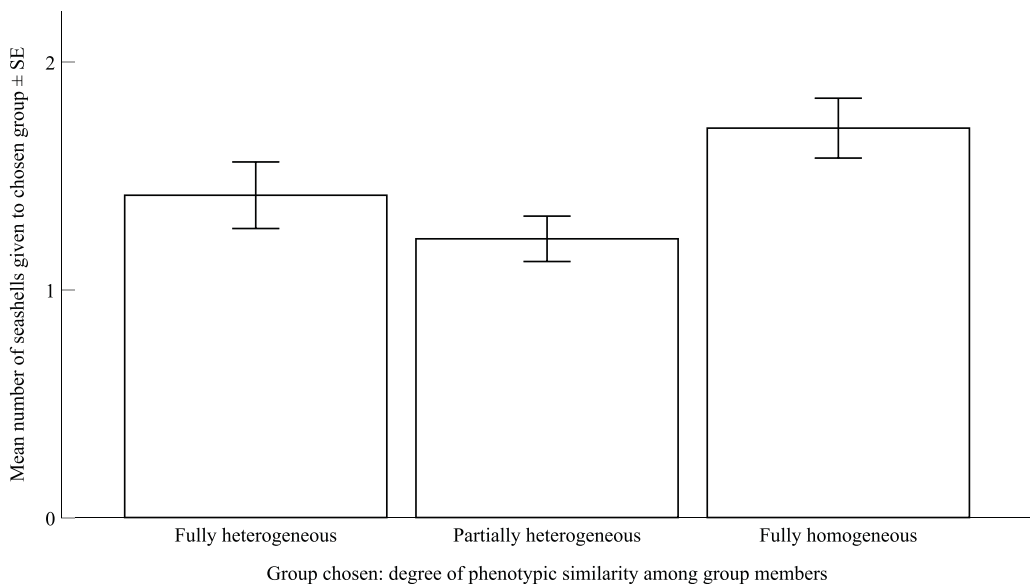 Mean number of seashells given to chosen group ± SE
2
1
0
Fully heterogeneous
Partially heterogeneous
Fully homogeneous
Group chosen: degree of phenotypic similarity among group members